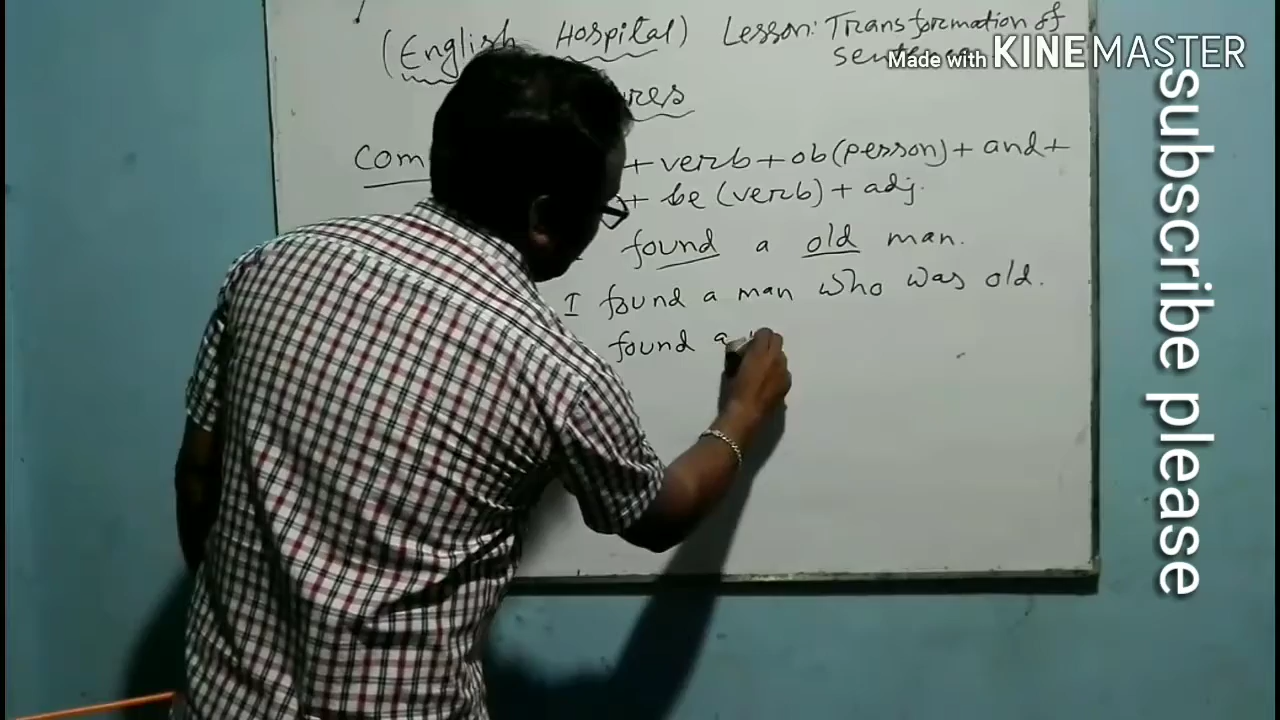 (English Hospital) Lesson: Transformation of
Made with KINEMASTER
Com + verb + ob (person) + and +
+ be (verb) + adj.
found a old man.
I found a man who was old.
found a
subscribe please